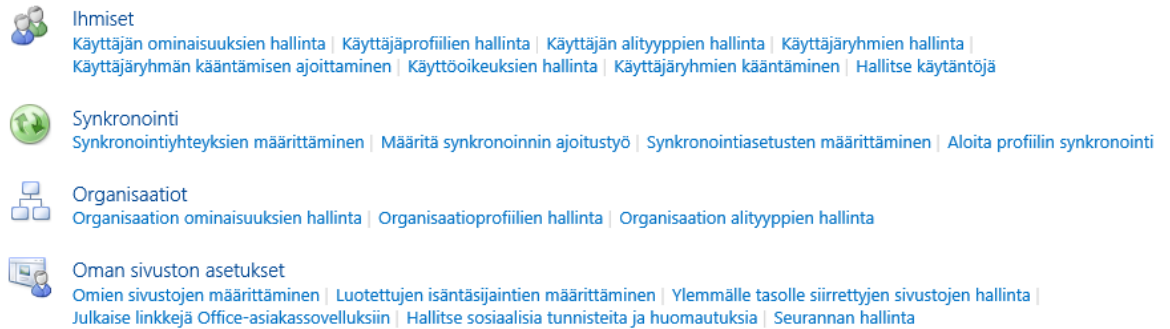 Ihmiset
Käyttäjän ominaisuuksien hallinta | Käyttäjäprofiilien hallinta | Käyttäjän alityyppien hallinta | Käyttäjäryhmien hallinta |
Käyttäjäryhmän kääntämisen ajoittaminen | Käyttöoikeuksien hallinta | Käyttäjäryhmien kääntäminen | Hallitse käytäntöjä
Synkronointi
Synkronointiyhteyksien määrittäminen | Määritä synkronoinnin ajoitustyö | Synkronointiasetusten määrittäminen | Aloita profiilin synkronointi
Organisaatiot
Organisaation ominaisuuksien hallinta | Organisaatioprofiilien hallinta | Organisaation alityyppien hallinta
Oman sivuston asetukset
Omien sivustojen määrittäminen | Luotettujen isäntäsijaintien määrittäminen | Ylemmälle tasolle siirrettyjen sivustojen hallinta |
Julkaise linkkejä Office-asiakassovelluksiin | Hallitse sosiaalisia tunnisteita ja huomautuksia | Seurannan hallinta